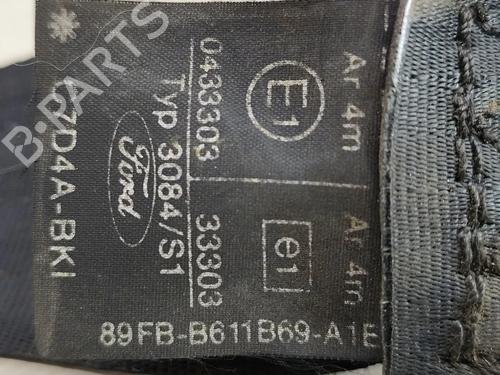 Ar 4m
E1
0433303
Typ 3084/S1
Ford
7D4A-BKI
Ar 4m
e1
33303
89FB-B611B69-A1E
B-PARTS